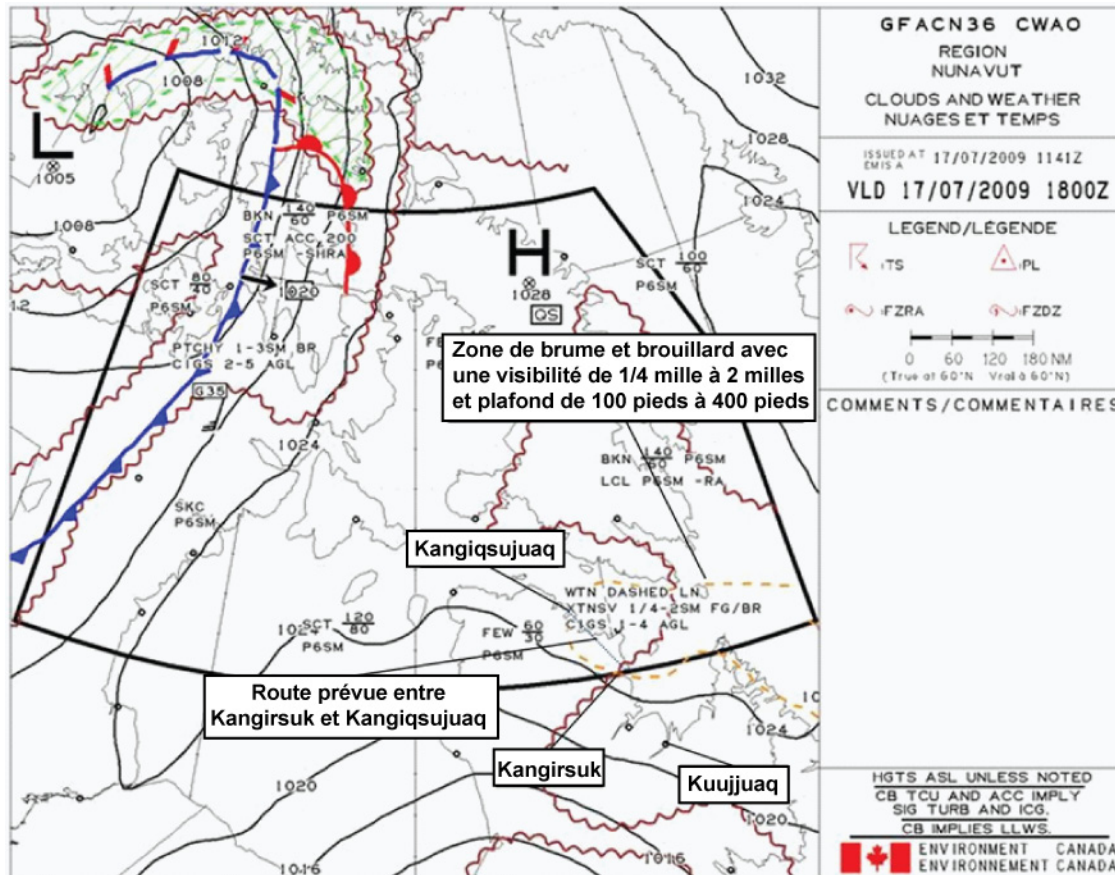 GFACN36 CWAO
REGION
NUNAVUT
CLOUDS AND WEATHER
NUAGES ET TEMPS
ISSUED AT
EMIS A
17/07/2009 1141Z
VLD 17/07/2009 1800Z
LEGEND/LÉGENDE
:TS
:PL
:FZRA
:FZDZ
0 60 120 180 NM
(True at 60°N Vrai à 60°N)
COMMENTS/COMMENTAIRES
HGTS ASL UNLESS NOTED
CB TCU AND ACC IMPLY
SIG TURB AND ICG.
CB IMPLIES LLWS.
ENVIRONMENT CANADA
ENVIRONNEMENT CANADA
1012
1008
L
1005
1008
1032
1028
1024
BKN 140/60 P6SM
SCT ACC 200
P6SM -SHRA
SCT 80/40
P6SM
1020
H
1028
QS
SCT 100/60
P6SM
PTCHY 1-3SM BR
CIGS 2-5 AGL
G35
1024
Zone de brume et brouillard avec
une visibilité de 1/4 mille à 2 milles
et plafond de 100 pieds à 400 pieds
BKN 140/60 P6SM
LCL P6SM -RA
SKC
P6SM
Kangiqsujuaq
WTN DASHED LN
XTNSV 1/4-2SM FG/BR
CIGS 1-4 AGL
1024
SCT 120/80
P6SM
FEW 60/30
P6SM
Route prévue entre
Kangirsuk et Kangiqsujuaq
Kangirsuk
Kuujjuaq
1024
1020
1020
1016
1016